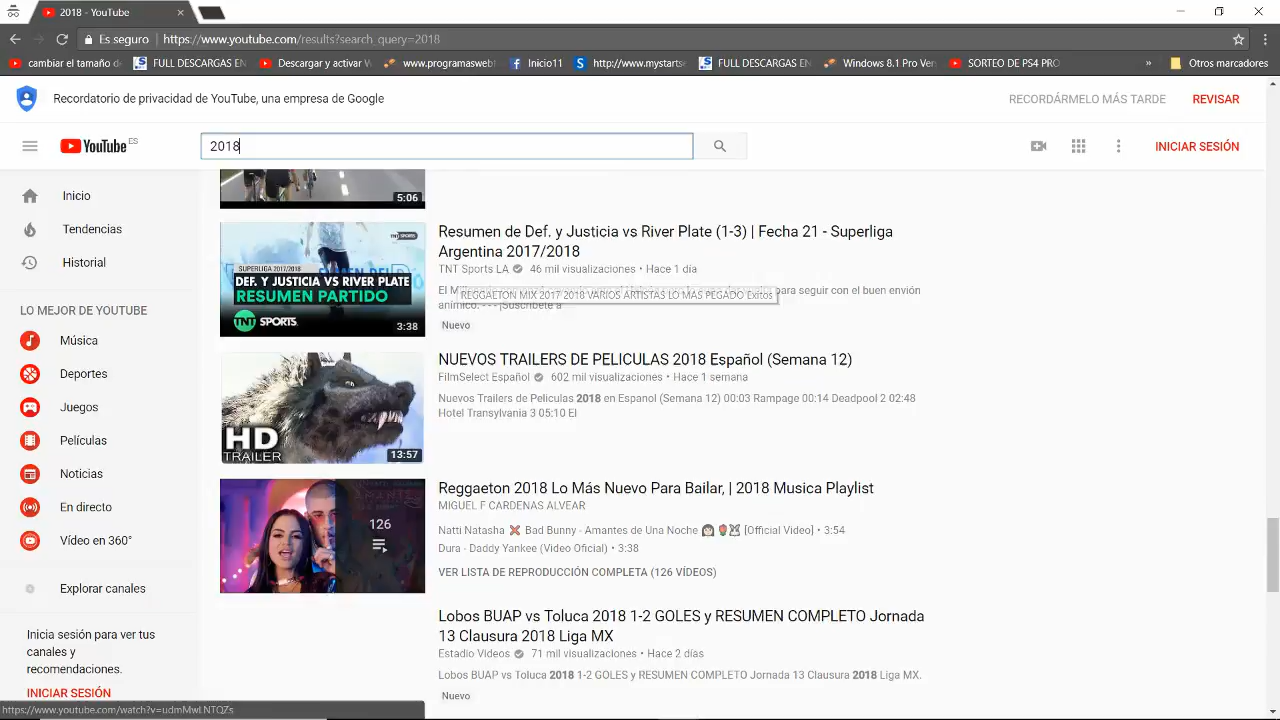 2018 - YouTube
Es seguro https://www.youtube.com/results?search_query=2018
cambiar el tamaño d FULL DESCARGAS EN Descargar y activar V www.programaswebf Inicio11 http://www.mystarts FULL DESCARGAS EN Windows 8.1 Pro Ver SORTEO DE PS4 PRO » Otros marcadores
Recordatorio de privacidad de YouTube, una empresa de Google
RECORDÁRMELO MÁS TARDE REVISAR
YouTube ES
2018
INICIAR SESIÓN
Inicio
Tendencias
Historial
LO MEJOR DE YOUTUBE
Música
Deportes
Juegos
Películas
Noticias
En directo
Vídeo en 360°
Explorar canales
Inicia sesión para ver tus
canales y
recomendaciones.
INICIAR SESIÓN
5:06
TNT SPORTS
SUPERLIGA 2017/2018
DEF. Y JUSTICIA VS RIVER PLATE
RESUMEN PARTIDO
TNT SPORTS
3:38
Resumen de Def. y Justicia vs River Plate (1-3) | Fecha 21 - Superliga
Argentina 2017/2018
TNT Sports LA 46 mil visualizaciones • Hace 1 día
El M para seguir con el buen envión
REGGAETON MIX 2017 2018 VARIOS ARTISTAS LO MAS PEGADO Exitos
anímico. - - - ¡Suscribete a
Nuevo
HD
TRAILER
13:57
NUEVOS TRAILERS DE PELICULAS 2018 Español (Semana 12)
FilmSelect Español 602 mil visualizaciones • Hace 1 semana
Nuevos Trailers de Peliculas 2018 en Espanol (Semana 12) 00:03 Rampage 00:14 Deadpool 2 02:48
Hotel Transylvania 3 05:10 El
126
Reggaeton 2018 Lo Más Nuevo Para Bailar, | 2018 Musica Playlist
MIGUEL F CARDENAS ALVEAR
Natti Natasha ❌ Bad Bunny - Amantes de Una Noche [Official Video] • 3:54
Dura - Daddy Yankee (Video Oficial) • 3:38
VER LISTA DE REPRODUCCIÓN COMPLETA (126 VÍDEOS)
Lobos BUAP vs Toluca 2018 1-2 GOLES y RESUMEN COMPLETO Jornada
13 Clausura 2018 Liga MX
Estadio Videos 71 mil visualizaciones • Hace 2 días
Lobos BUAP vs Toluca 2018 1-2 GOLES y RESUMEN COMPLETO Jornada 13 Clausura 2018 Liga MX.
Nuevo